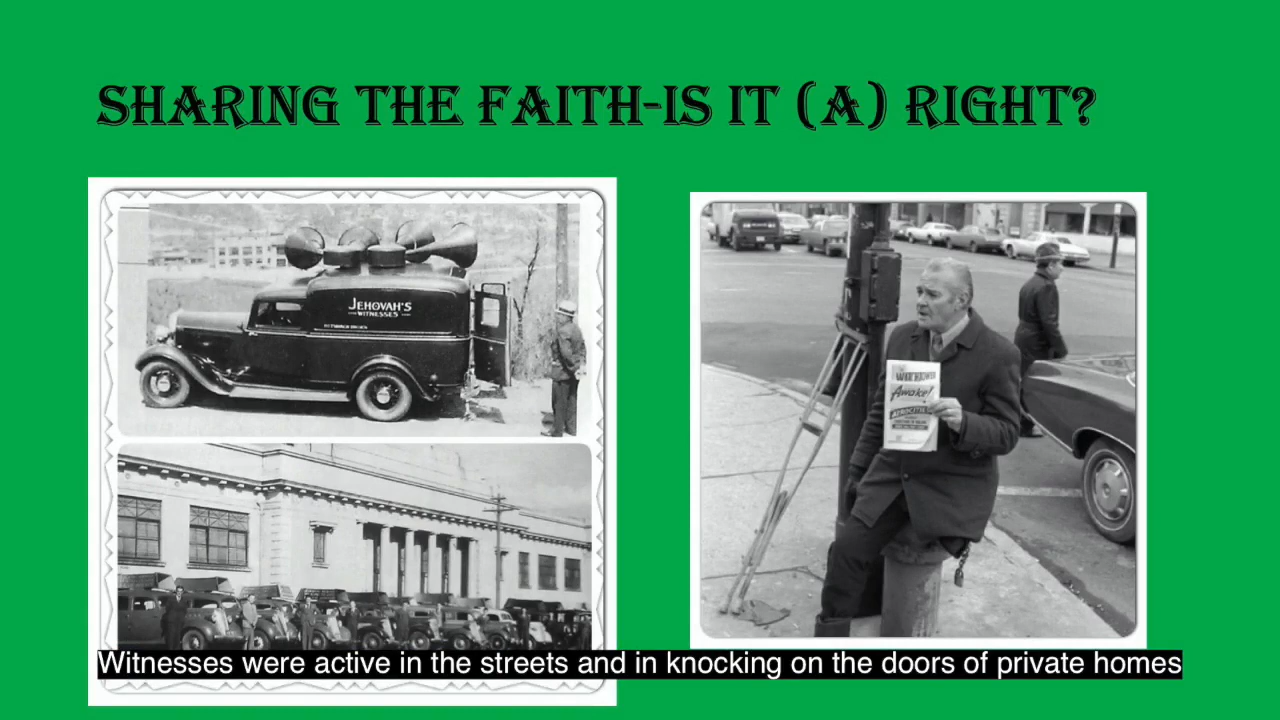 SHARING THE FAITH-IS IT (A) RIGHT?
JEHOVAH'S
WITNESSES
WATCHTOWER
Awake!
Witnesses were active in the streets and in knocking on the doors of private homes